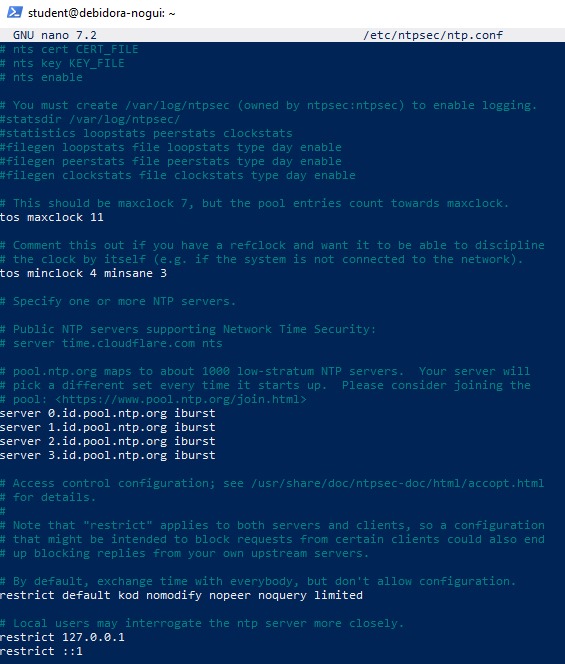 student@debidora-nogui: ~
GNU nano 7.2 /etc/ntpsec/ntp.conf
# nts cert CERT_FILE
# nts key KEY_FILE
# nts enable
# You must create /var/log/ntpsec (owned by ntpsec:ntpsec) to enable logging.
#statsdir /var/log/ntpsec/
#statistics loopstats peerstats clockstats
#filegen loopstats file loopstats type day enable
#filegen peerstats file peerstats type day enable
#filegen clockstats file clockstats type day enable
# This should be maxclock 7, but the pool entries count towards maxclock.
tos maxclock 11
# Comment this out if you have a refclock and want it to be able to discipline
# the clock by itself (e.g. if the system is not connected to the network).
tos minclock 4 minsane 3
# Specify one or more NTP servers.
# Public NTP servers supporting Network Time Security:
# server time.cloudflare.com nts
# pool.ntp.org maps to about 1000 low-stratum NTP servers.  Your server will
# pick a different set every time it starts up.  Please consider joining the
# pool: <https://www.pool.ntp.org/join.html>
server 0.id.pool.ntp.org iburst
server 1.id.pool.ntp.org iburst
server 2.id.pool.ntp.org iburst
server 3.id.pool.ntp.org iburst
# Access control configuration; see /usr/share/doc/ntpsec-doc/html/accopt.html
# for details.
#
# Note that "restrict" applies to both servers and clients, so a configuration
# that might be intended to block requests from certain clients could also end
# up blocking replies from your own upstream servers.
# By default, exchange time with everybody, but don't allow configuration.
restrict default kod nomodify nopeer noquery limited
# Local users may interrogate the ntp server more closely.
restrict 127.0.0.1
restrict ::1